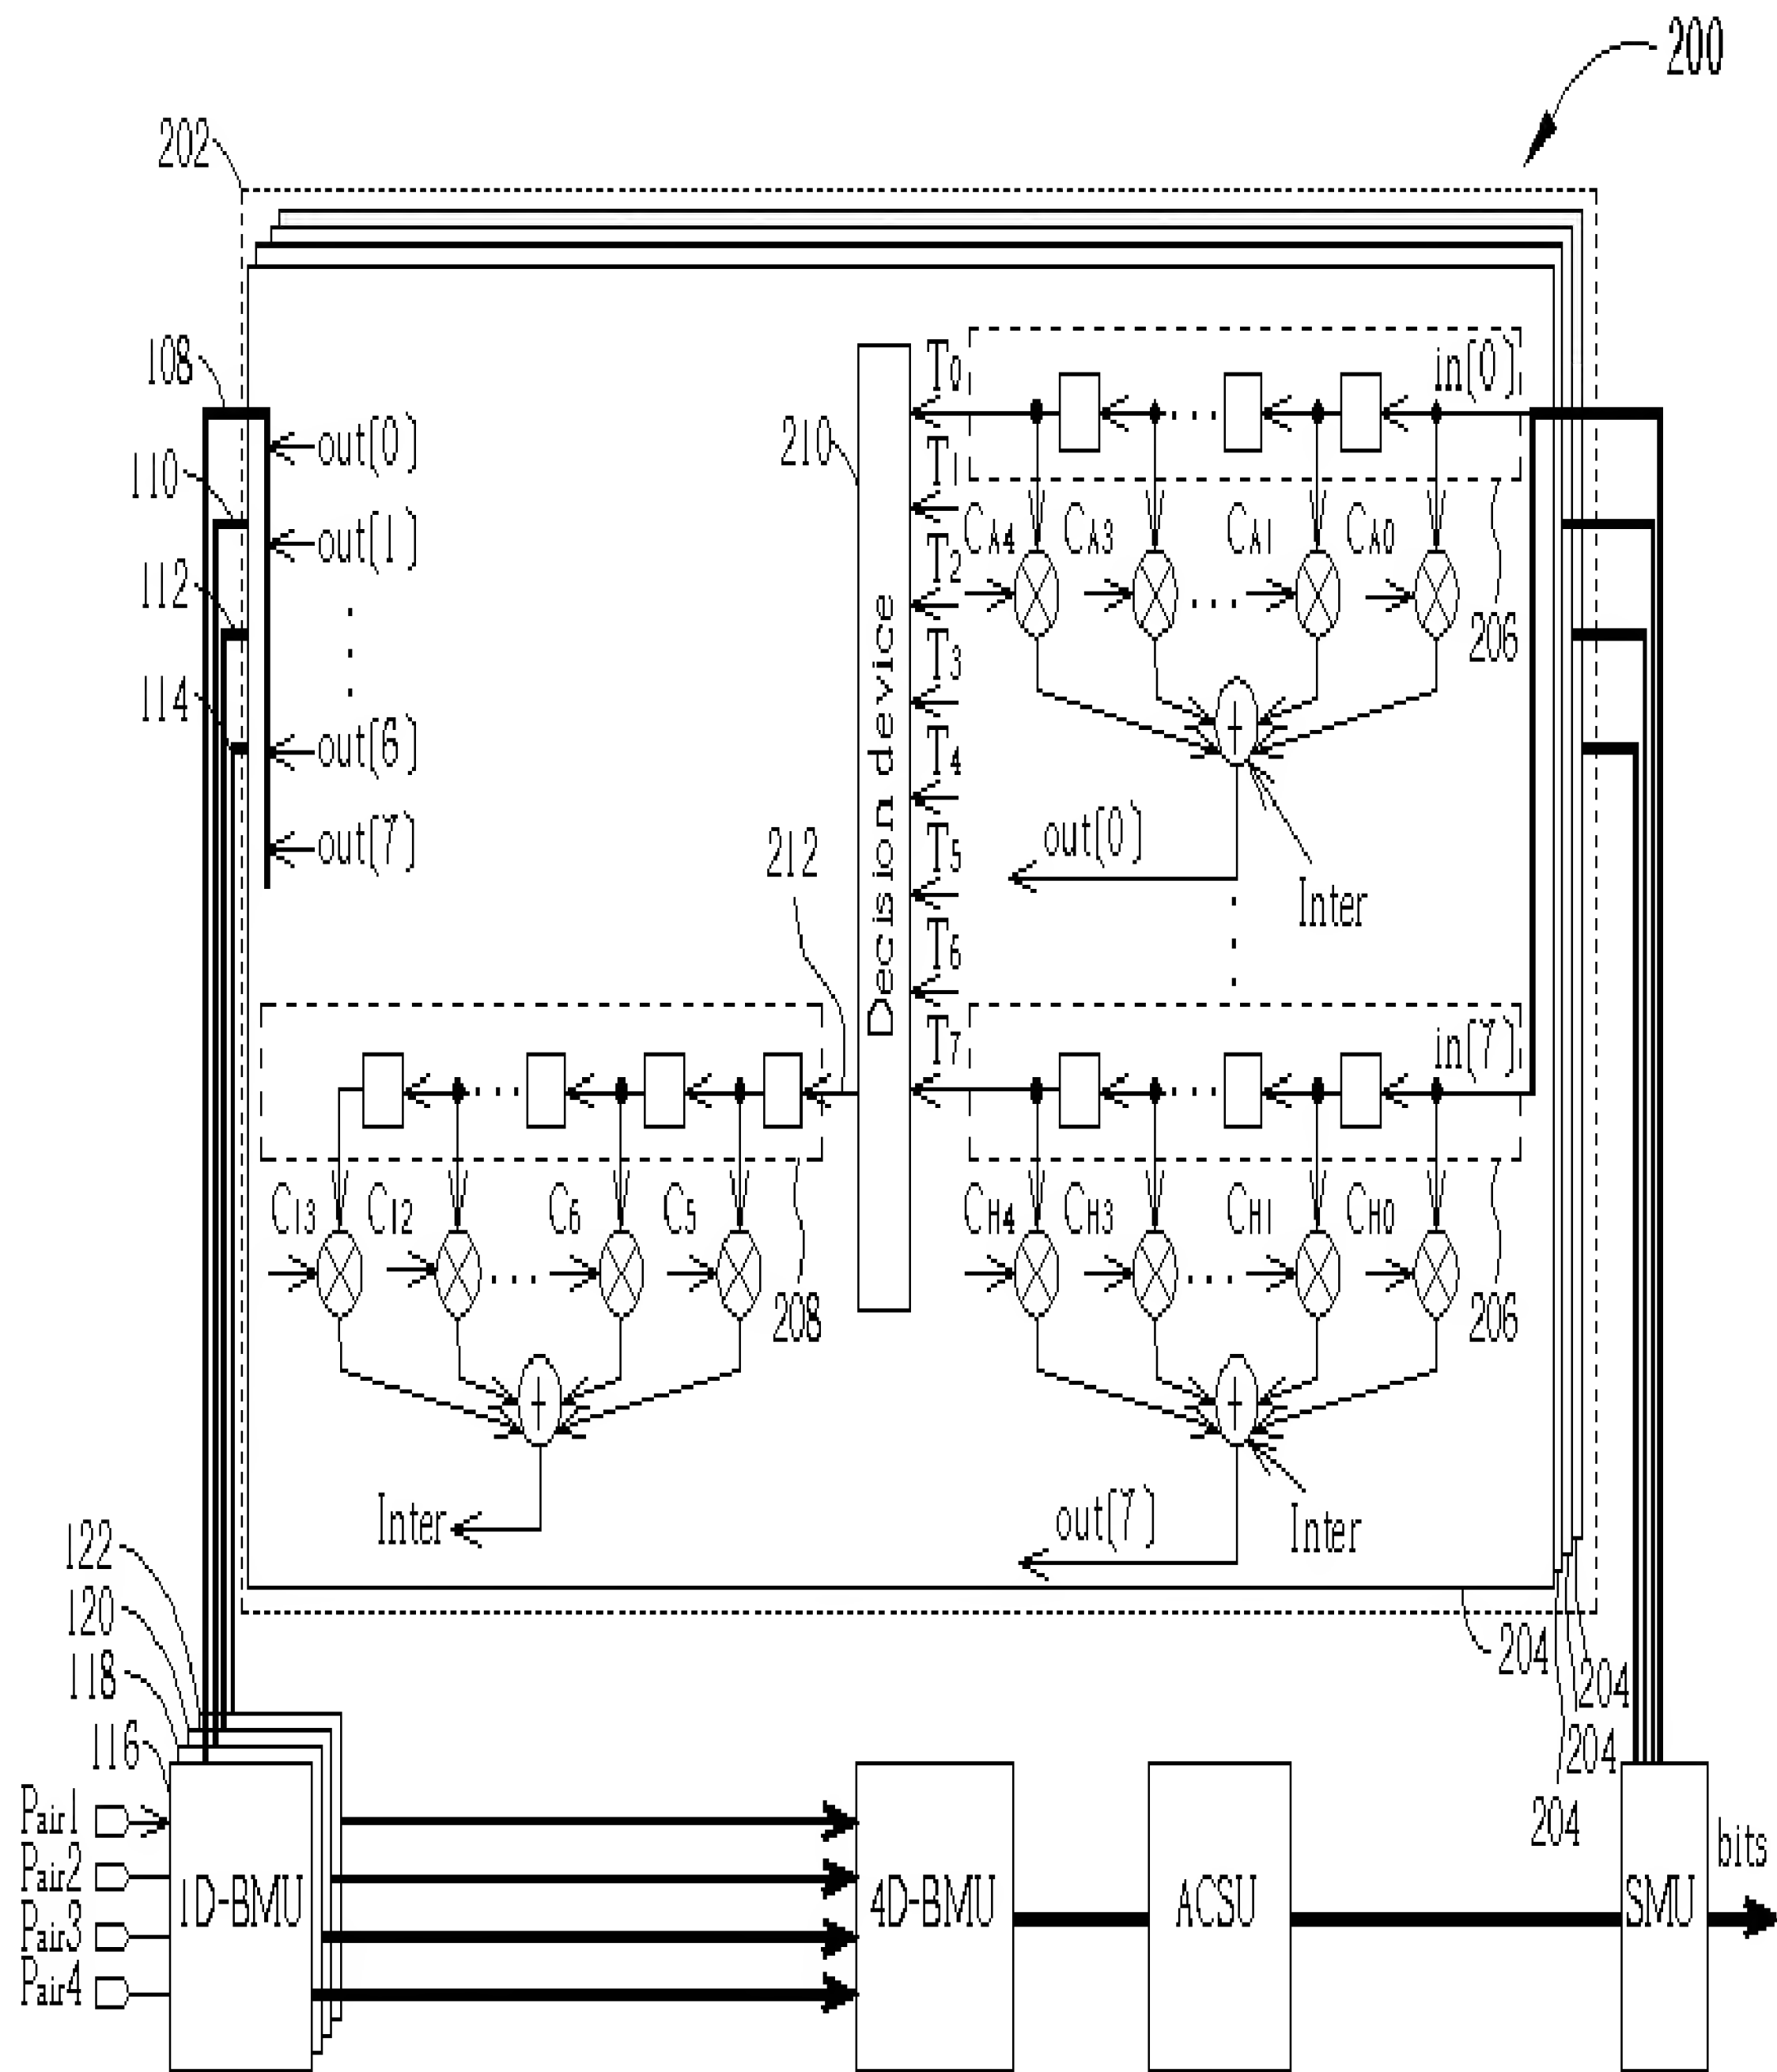 200
202
108
110
112
114
out(0)
out(1)
out(6)
out(7)
210
Decision device
T0
T1
T2
T3
T4
T5
T6
T7
in(0)
CA4
CA3
CA1
CA0
206
out(0)
Inter
212
in(7)
C13
C12
C6
C5
208
CH4
CH3
CH1
CH0
206
Inter
out(7)
Inter
122
120
118
116
204
204
204
204
Pair1
Pair2
Pair3
Pair4
1D-BMU
4D-BMU
ACSU
SMU
bits